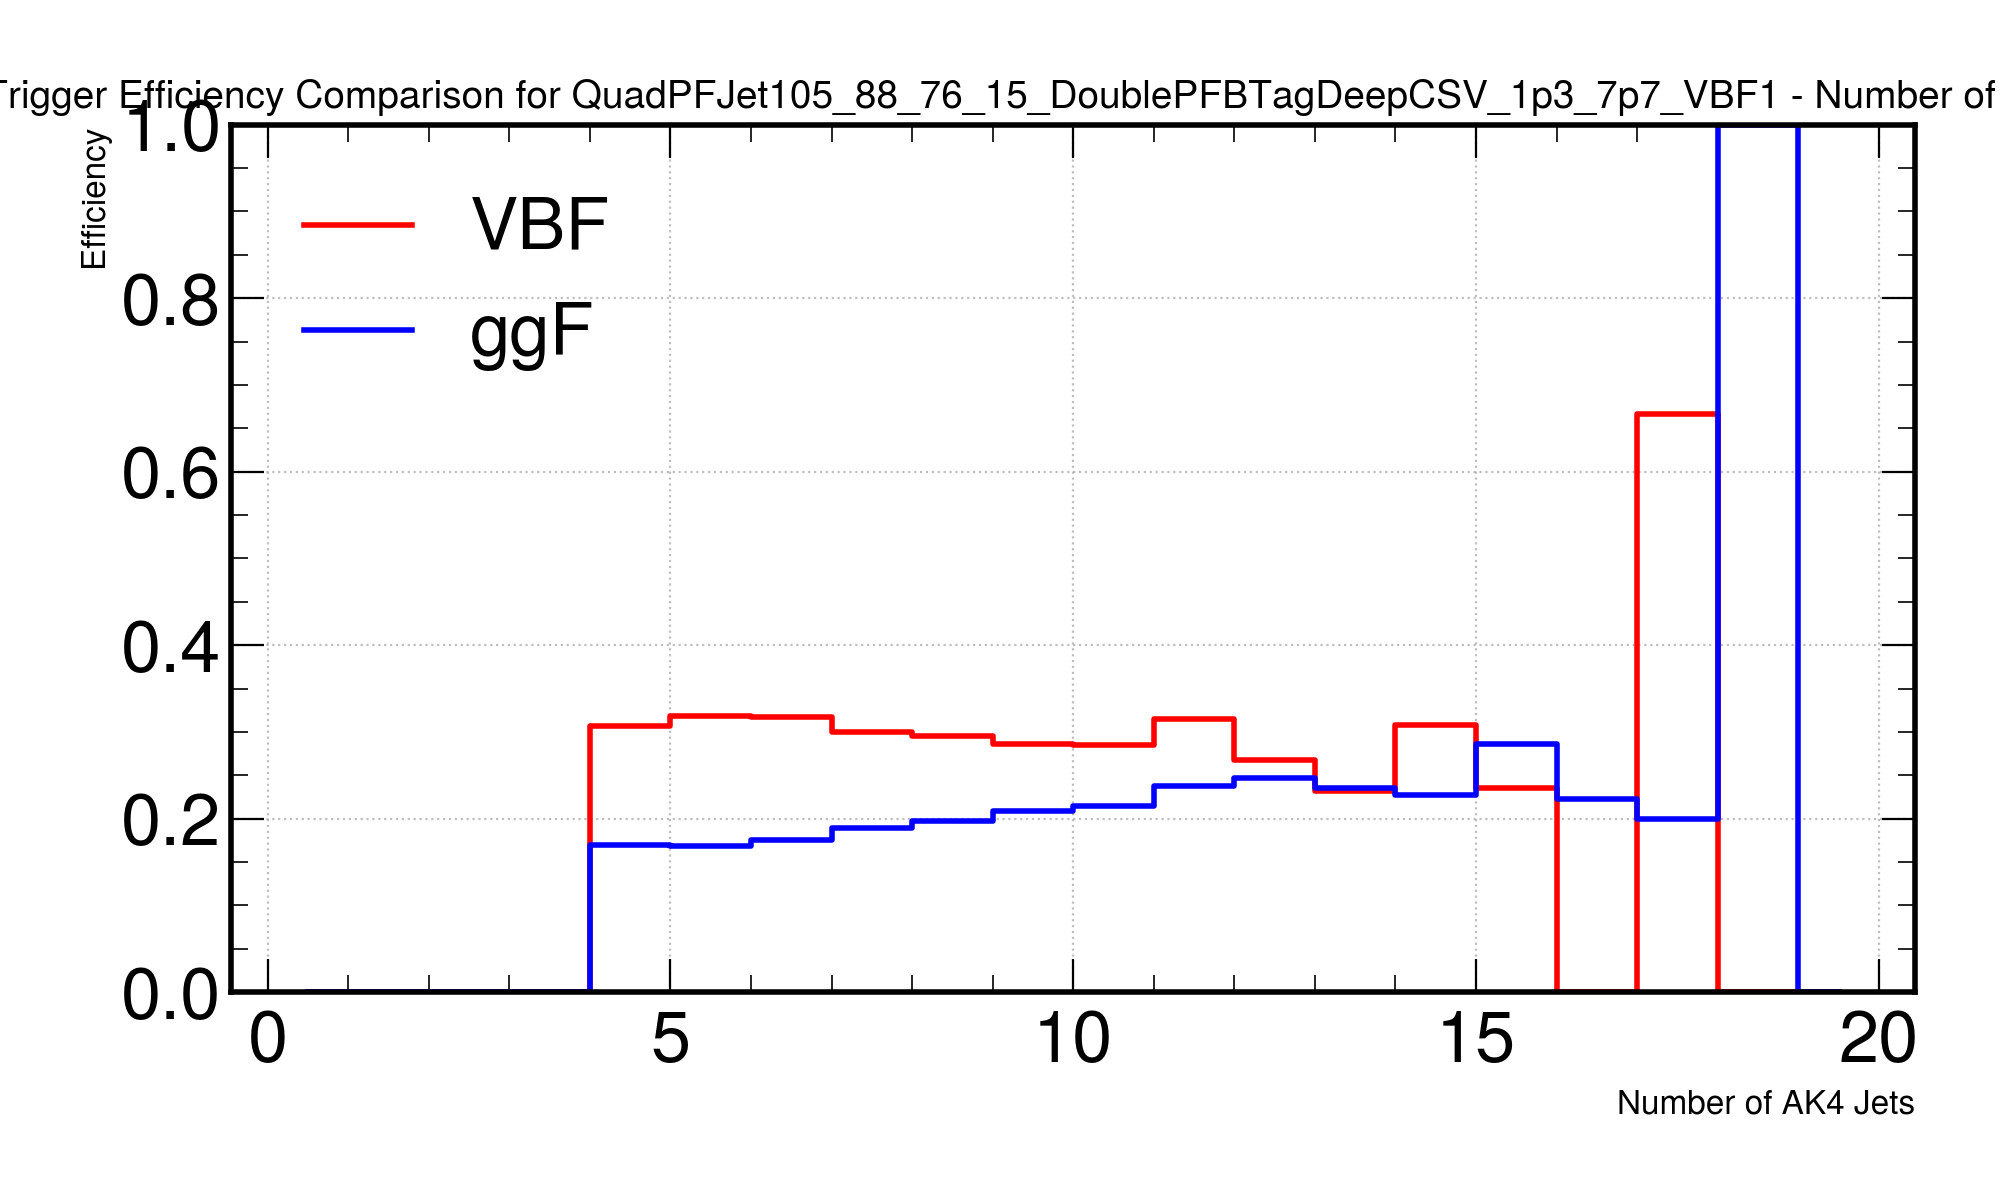 Trigger Efficiency Comparison for QuadPFJet105_88_76_15_DoublePFBTagDeepCSV_1p3_7p7_VBF1 - Number of
Efficiency
1.0
0.8
0.6
0.4
0.2
0.0
VBF
ggF
0 5 10 15 20
Number of AK4 Jets